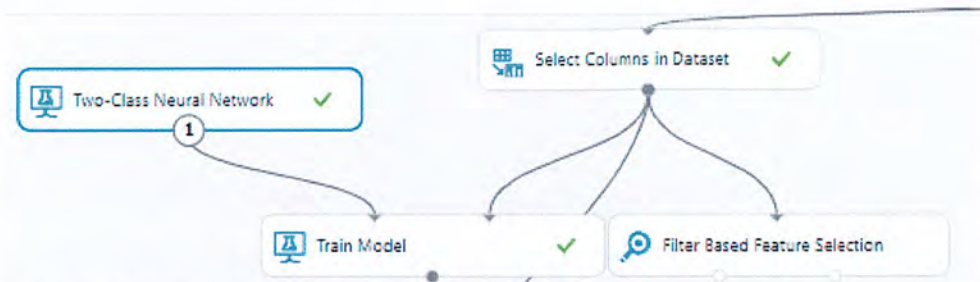 Select Columns in Dataset
Two-Class Neural Network
1
Train Model
Filter Based Feature Selection